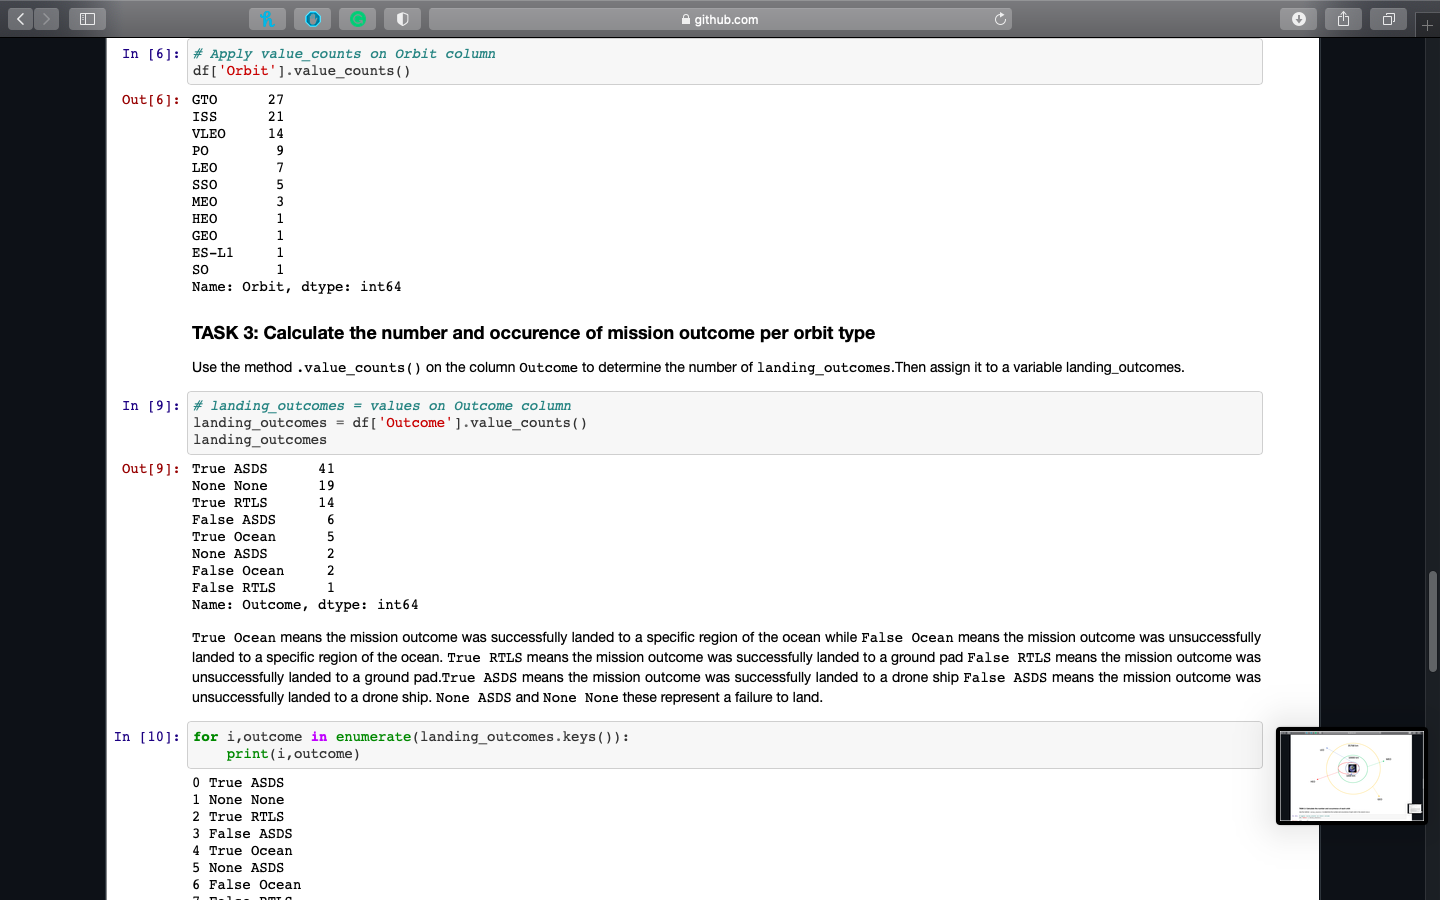 github.com
In [6]: # Apply value_counts on Orbit column
df['Orbit'].value_counts()
Out[6]: GTO 27
ISS 21
VLEO 14
PO 9
LEO 7
SSO 5
MEO 3
HEO 1
GEO 1
ES-L1 1
SO 1
Name: Orbit, dtype: int64
TASK 3: Calculate the number and occurence of mission outcome per orbit type
Use the method .value_counts() on the column Outcome to determine the number of landing_outcomes.Then assign it to a variable landing_outcomes.
In [9]: # landing_outcomes = values on Outcome column
landing_outcomes = df['Outcome'].value_counts()
landing_outcomes
Out[9]: True ASDS 41
None None 19
True RTLS 14
False ASDS 6
True Ocean 5
None ASDS 2
False Ocean 2
False RTLS 1
Name: Outcome, dtype: int64
True Ocean means the mission outcome was successfully landed to a specific region of the ocean while False Ocean means the mission outcome was unsuccessfully
landed to a specific region of the ocean. True RTLS means the mission outcome was successfully landed to a ground pad False RTLS means the mission outcome was
unsuccessfully landed to a ground pad.True ASDS means the mission outcome was successfully landed to a drone ship False ASDS means the mission outcome was
unsuccessfully landed to a drone ship. None ASDS and None None these represent a failure to land.
In [10]: for i,outcome in enumerate(landing_outcomes.keys()):
print(i,outcome)
0 True ASDS
1 None None
2 True RTLS
3 False ASDS
4 True Ocean
5 None ASDS
6 False Ocean
7 False RTLS